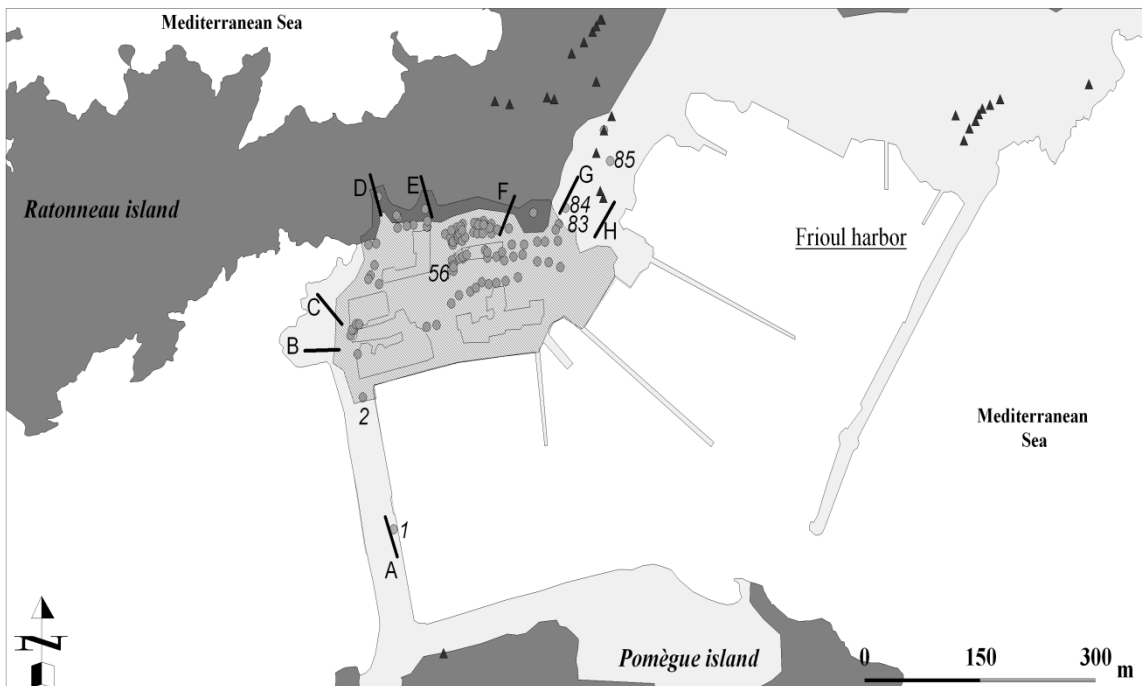 Mediterranean Sea
85
D
E
F
G
Ratonneau island
84
83
H
Frioul harbor
56
C
B
2
Mediterranean
Sea
1
A
N
Pomègue island
0 150 300 m